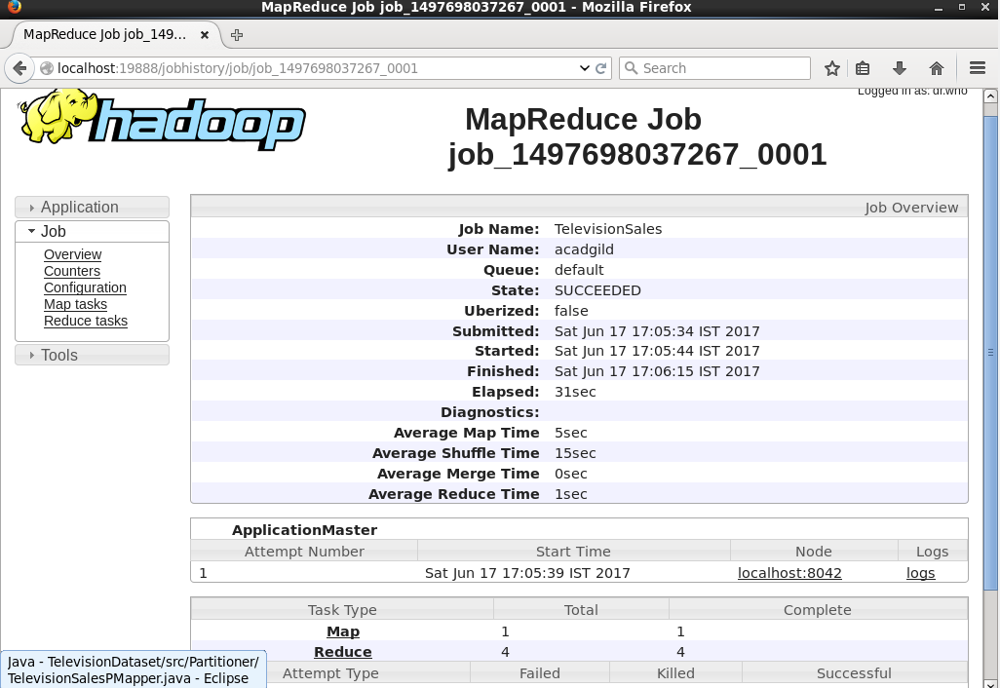 MapReduce Job job_1497698037267_0001 - Mozilla Firefox
MapReduce Job job_149...
localhost:19888/jobhistory/job/job_1497698037267_0001
Search
Logged in as: dr.who
hadoop
MapReduce Job
job_1497698037267_0001
Application
Job
Overview
Counters
Configuration
Map tasks
Reduce tasks
Tools
Job Overview
Job Name: TelevisionSales
User Name: acadgild
Queue: default
State: SUCCEEDED
Uberized: false
Submitted: Sat Jun 17 17:05:34 IST 2017
Started: Sat Jun 17 17:05:44 IST 2017
Finished: Sat Jun 17 17:06:15 IST 2017
Elapsed: 31sec
Diagnostics:
Average Map Time 5sec
Average Shuffle Time 15sec
Average Merge Time 0sec
Average Reduce Time 1sec
ApplicationMaster
Attempt Number Start Time Node Logs
1 Sat Jun 17 17:05:39 IST 2017 localhost:8042 logs
Task Type Total Complete
Map 1 1
Reduce 4 4
Attempt Type Failed Killed Successful
Java - TelevisionDataset/src/Partitioner/
TelevisionSalesPMapper.java - Eclipse